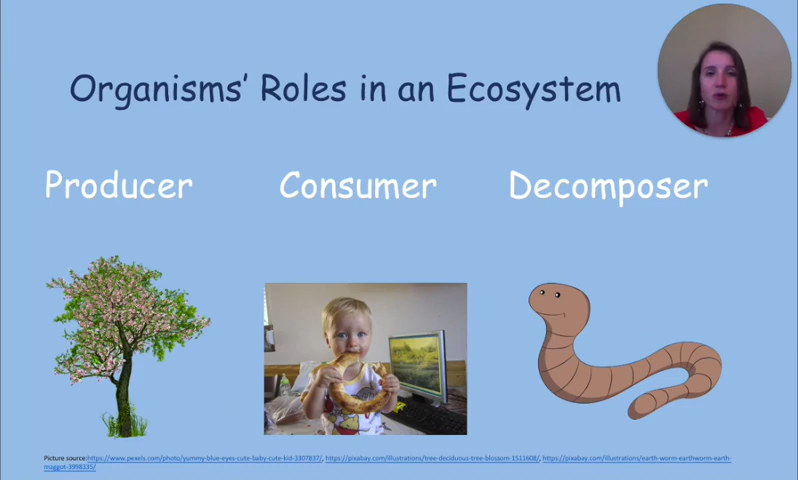 Organisms' Roles in an Ecosystem
Producer Consumer Decomposer
Picture source:https://www.pexels.com/photo/yummy-blue-eyes-cute-baby-cute-kid-3307837/, https://pixabay.com/illustrations/tree-deciduous-tree-blossom-1511608/, https://pixabay.com/illustrations/earth-worm-earthworm-earth-
maggot-3998335/